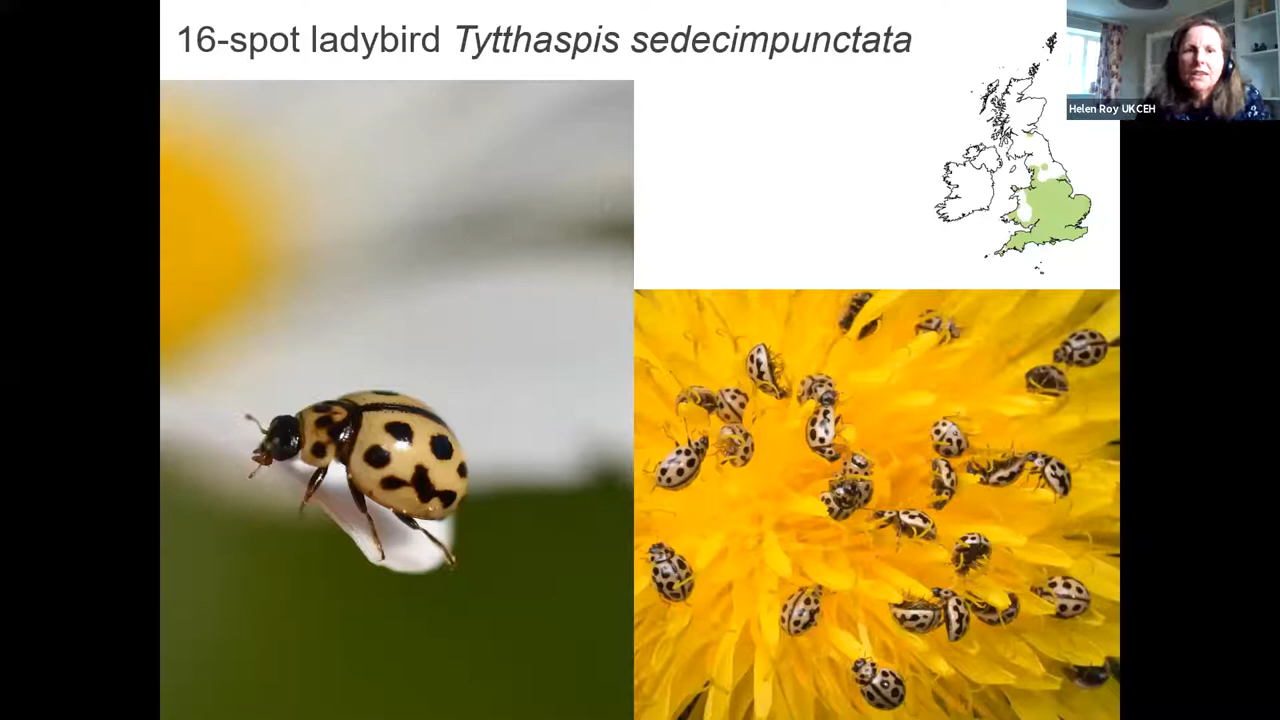 16-spot ladybird Tytthaspis sedecimpunctata
Helen Roy UKCEH